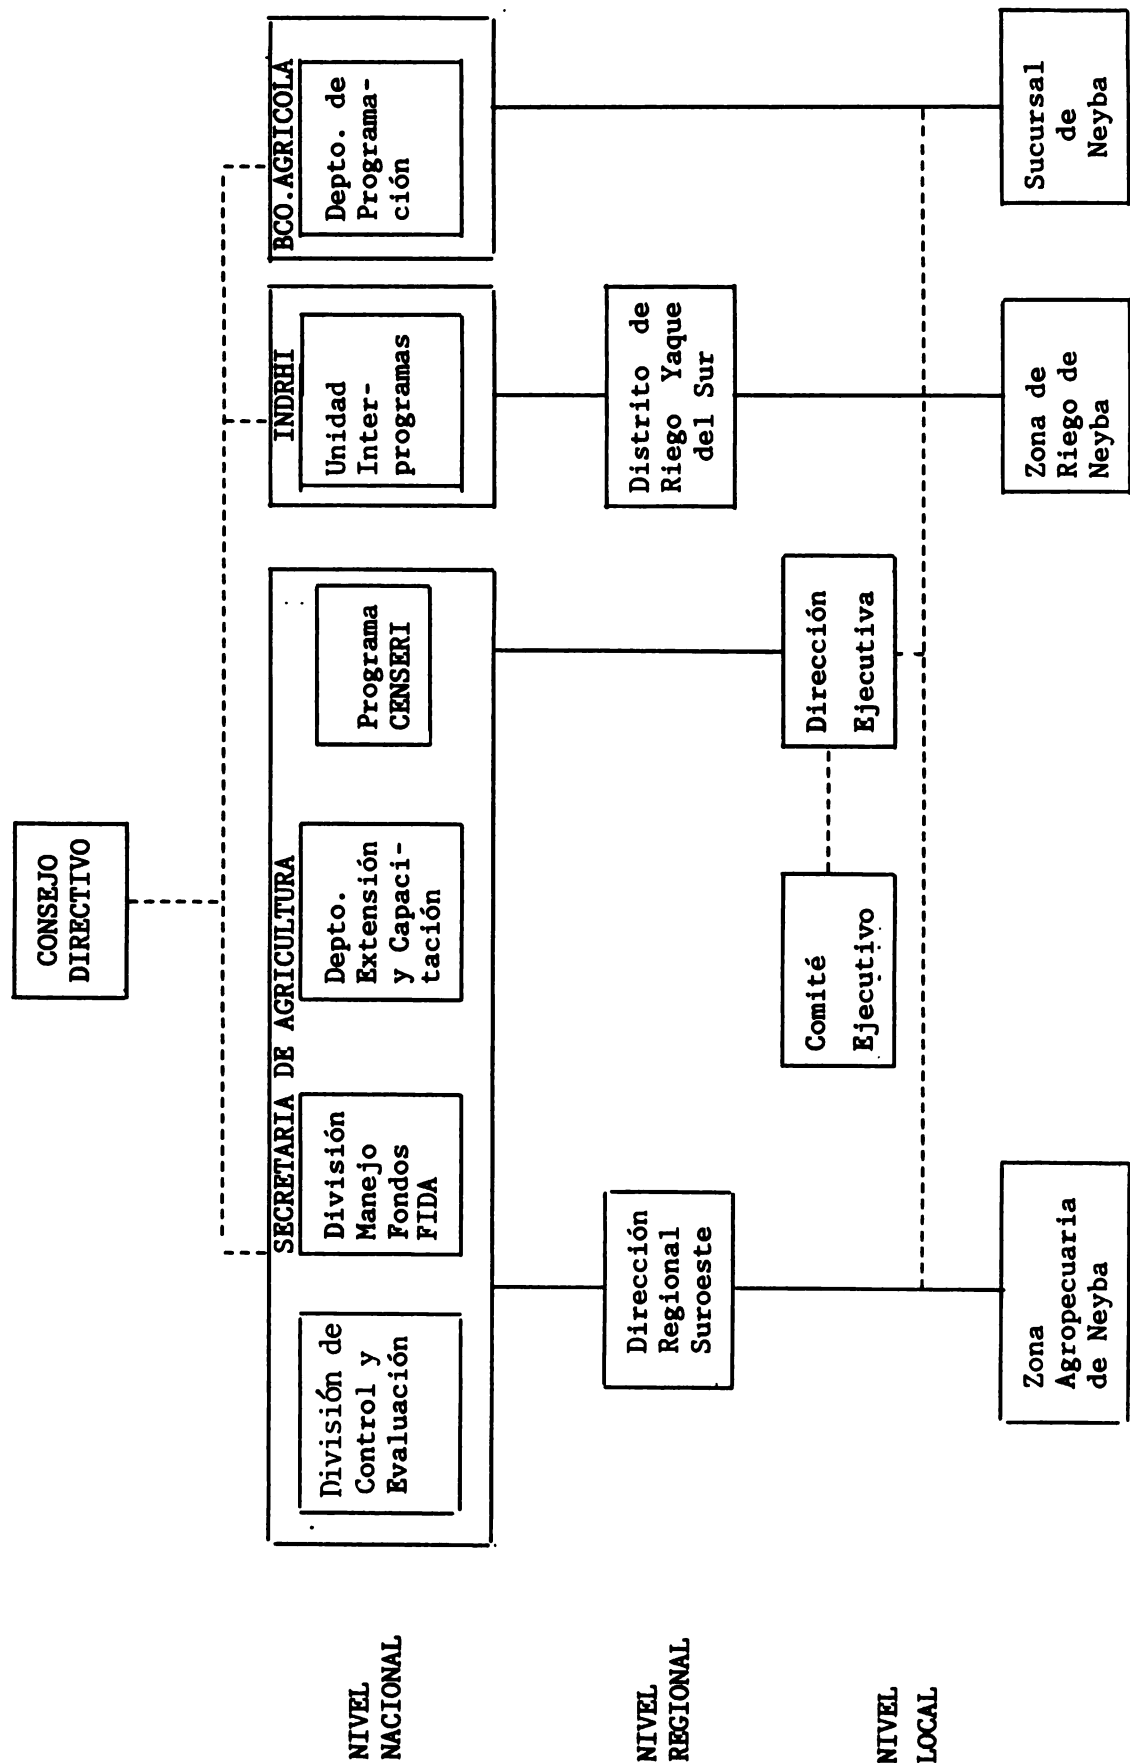 CONSEJO
DIRECTIVO
NIVEL
NACIONAL
SECRETARIA DE AGRICULTURA
División de
Control y
Evaluación
División
Manejo
Fondos
FIDA
Depto.
Extensión
y Capaci-
tación
Programa
CENSERI
INDRHI
Unidad
Inter-
programas
BCO.AGRICOLA
Depto. de
Programa-
ción
NIVEL
REGIONAL
Dirección
Regional
Suroeste
Distrito de
Riego Yaque
del Sur
NIVEL
LOCAL
Comité
Ejecutivo
Dirección
Ejecutiva
Zona
Agropecuaria
de Neyba
Zona de
Riego de
Neyba
Sucursal
de
Neyba